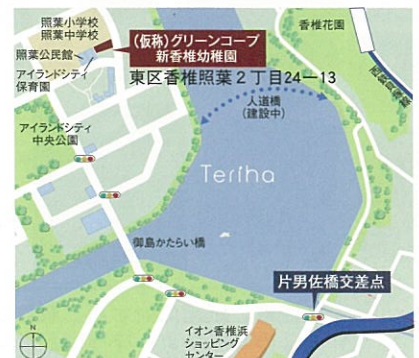 照葉小学校
照葉中学校
照葉公民館
アイランドシティ
保育園
(仮称)グリーンコープ
新香椎幼稚園
東区香椎照葉2丁目24ー13
香椎花園
人道橋
(建設中)
アイランドシティ
中央公園
Teriha
御島かたらい橋
片男佐橋交差点
イオン香椎浜
ショッピング
センター
N